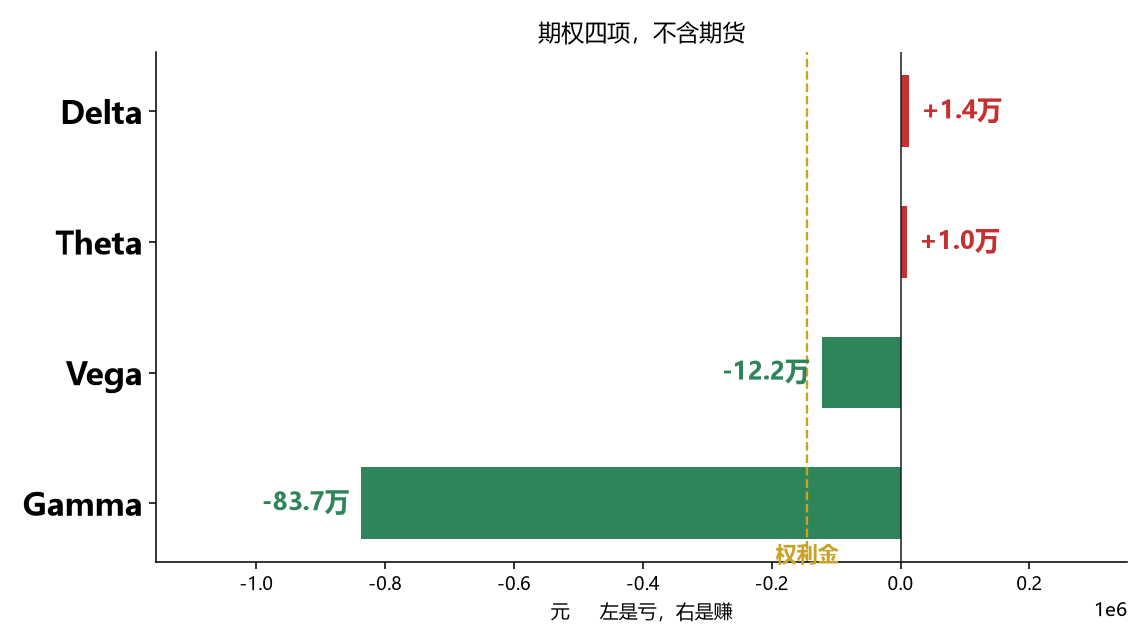 期权四项，不含期货
Delta
+1.4万
Theta
+1.0万
Vega
-12.2万
Gamma
-83.7万
权利金
-1.0
-0.8
-0.6
-0.4
-0.2
0.0
0.2
1e6
元 左是亏，右是赚